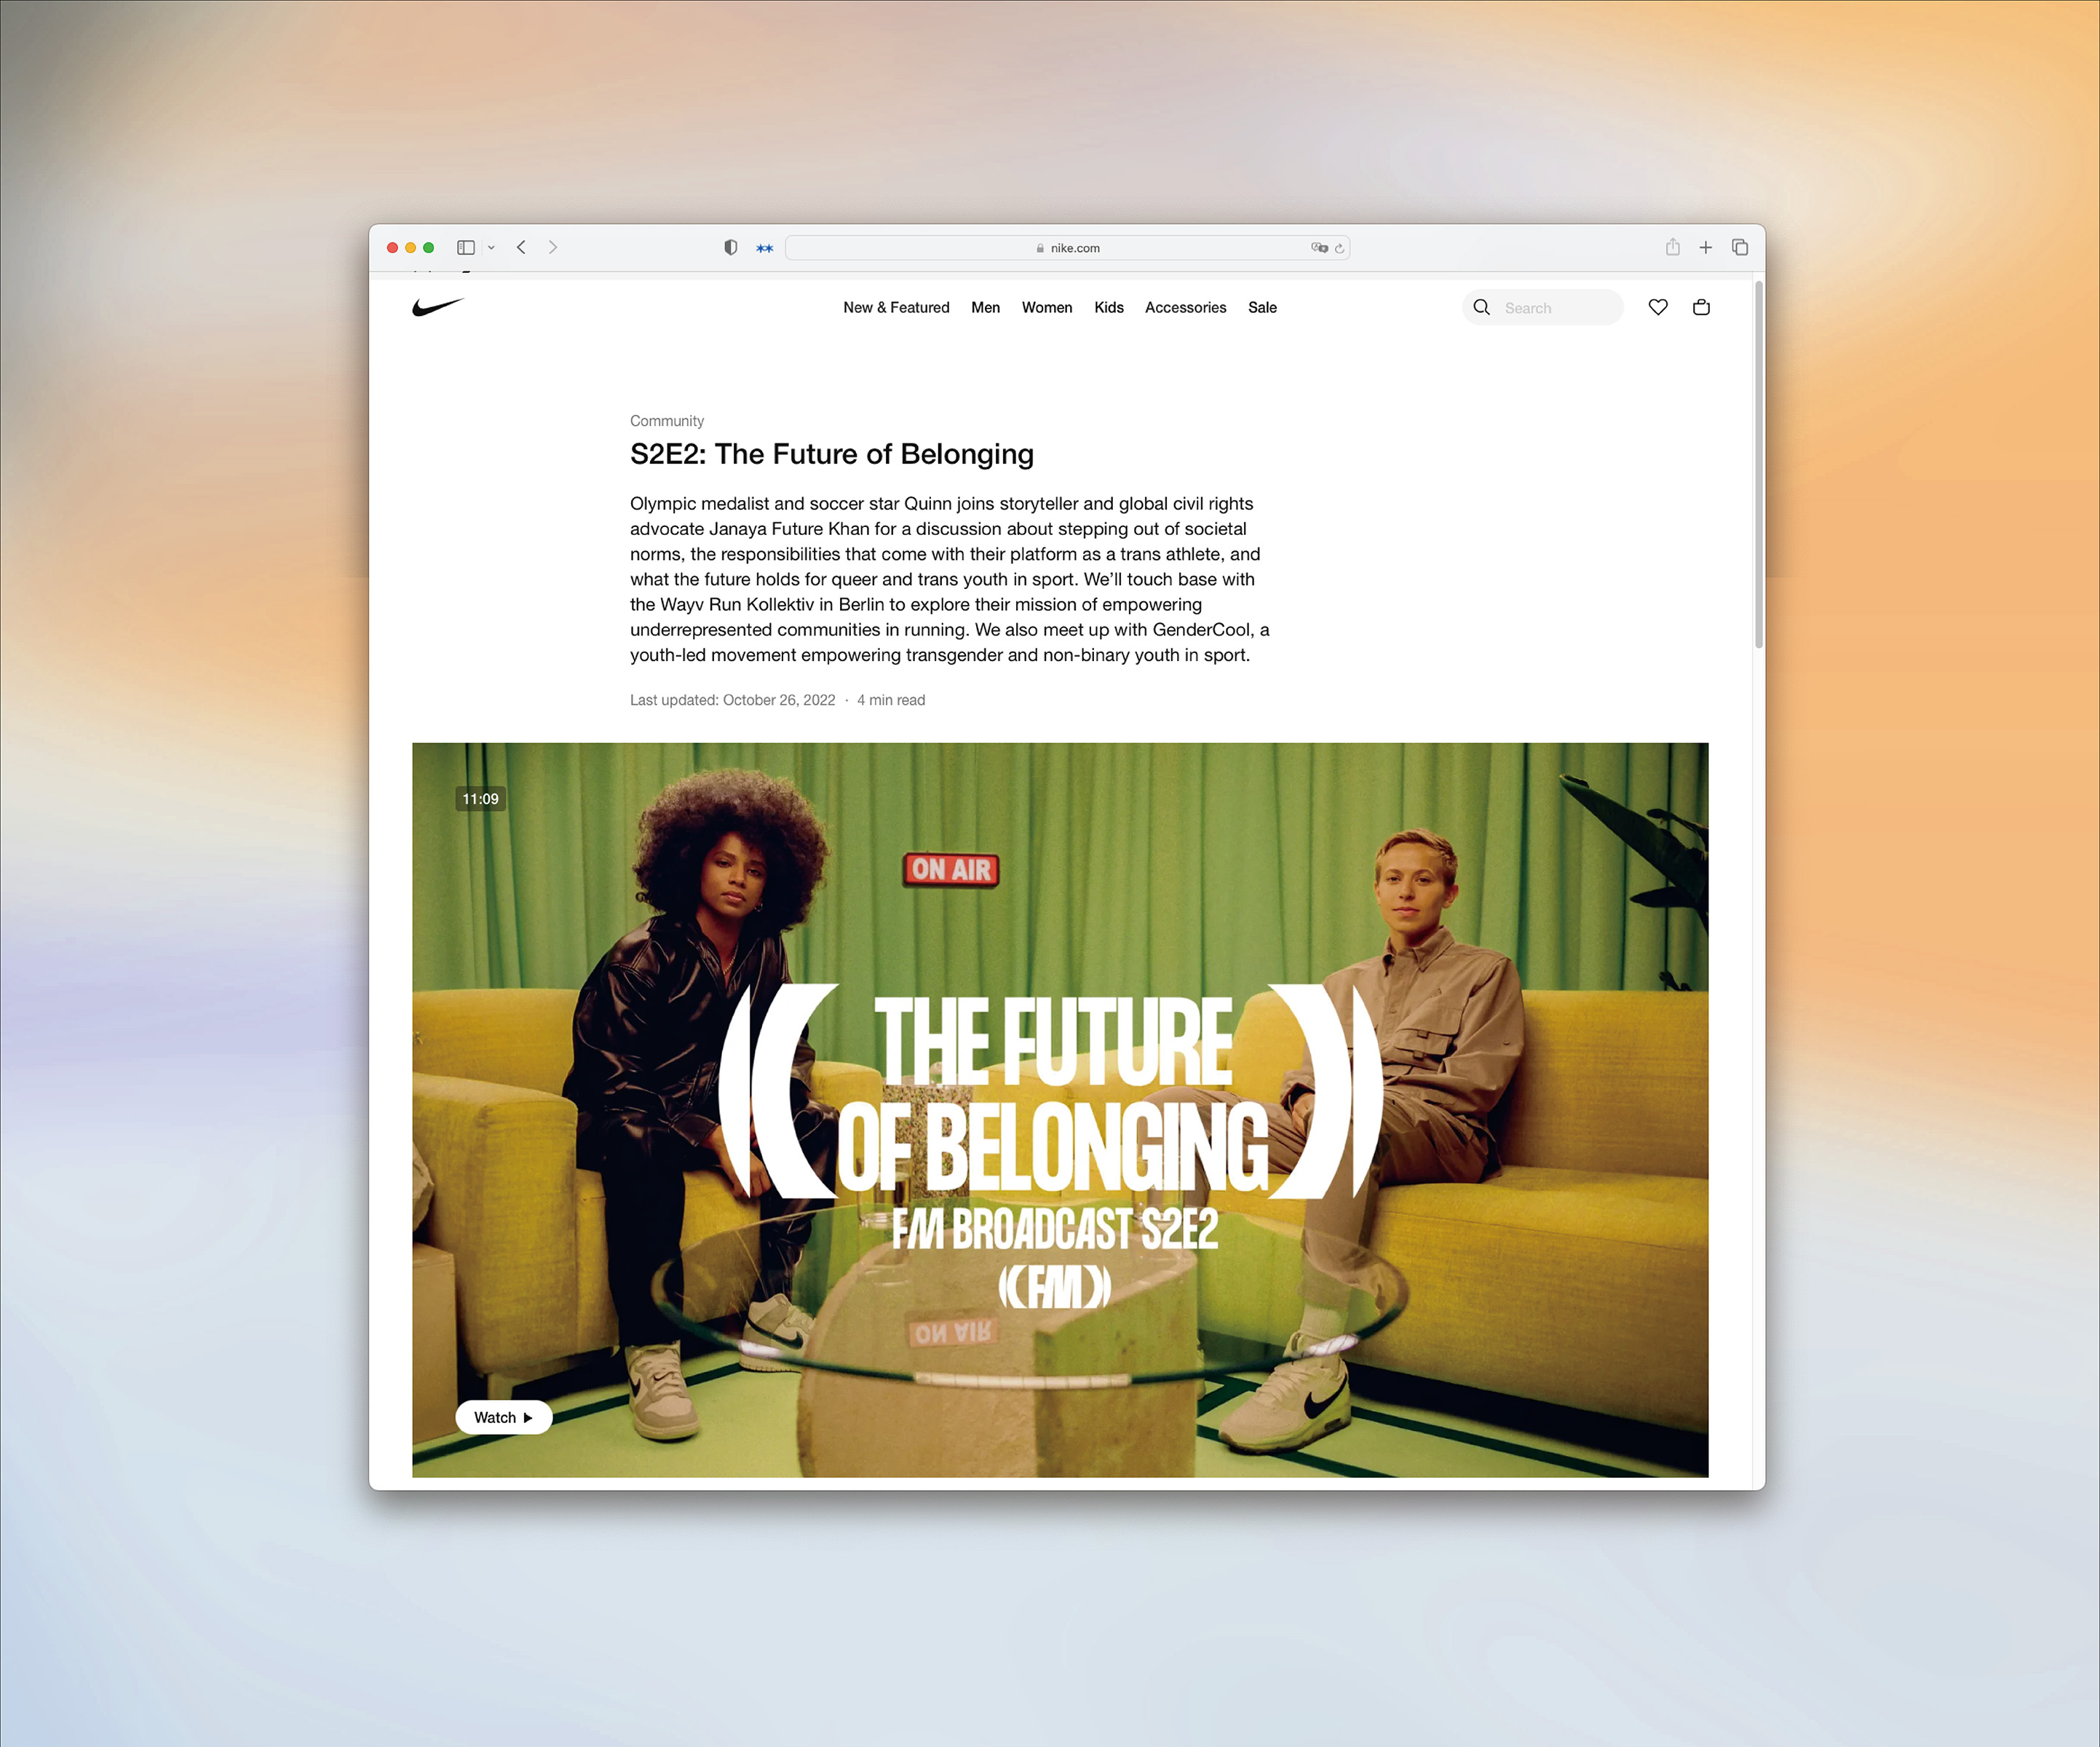 nike.com
New & Featured Men Women Kids Accessories Sale
Search
Community
S2E2: The Future of Belonging
Olympic medalist and soccer star Quinn joins storyteller and global civil rights
advocate Janaya Future Khan for a discussion about stepping out of societal
norms, the responsibilities that come with their platform as a trans athlete, and
what the future holds for queer and trans youth in sport. We’ll touch base with
the Wayv Run Kollektiv in Berlin to explore their mission of empowering
underrepresented communities in running. We also meet up with GenderCool, a
youth-led movement empowering transgender and non-binary youth in sport.
Last updated: October 26, 2022 · 4 min read
11:09
ON AIR
THE FUTURE
OF BELONGING
FM BROADCAST S2E2
((FM))
ON AIR
Watch